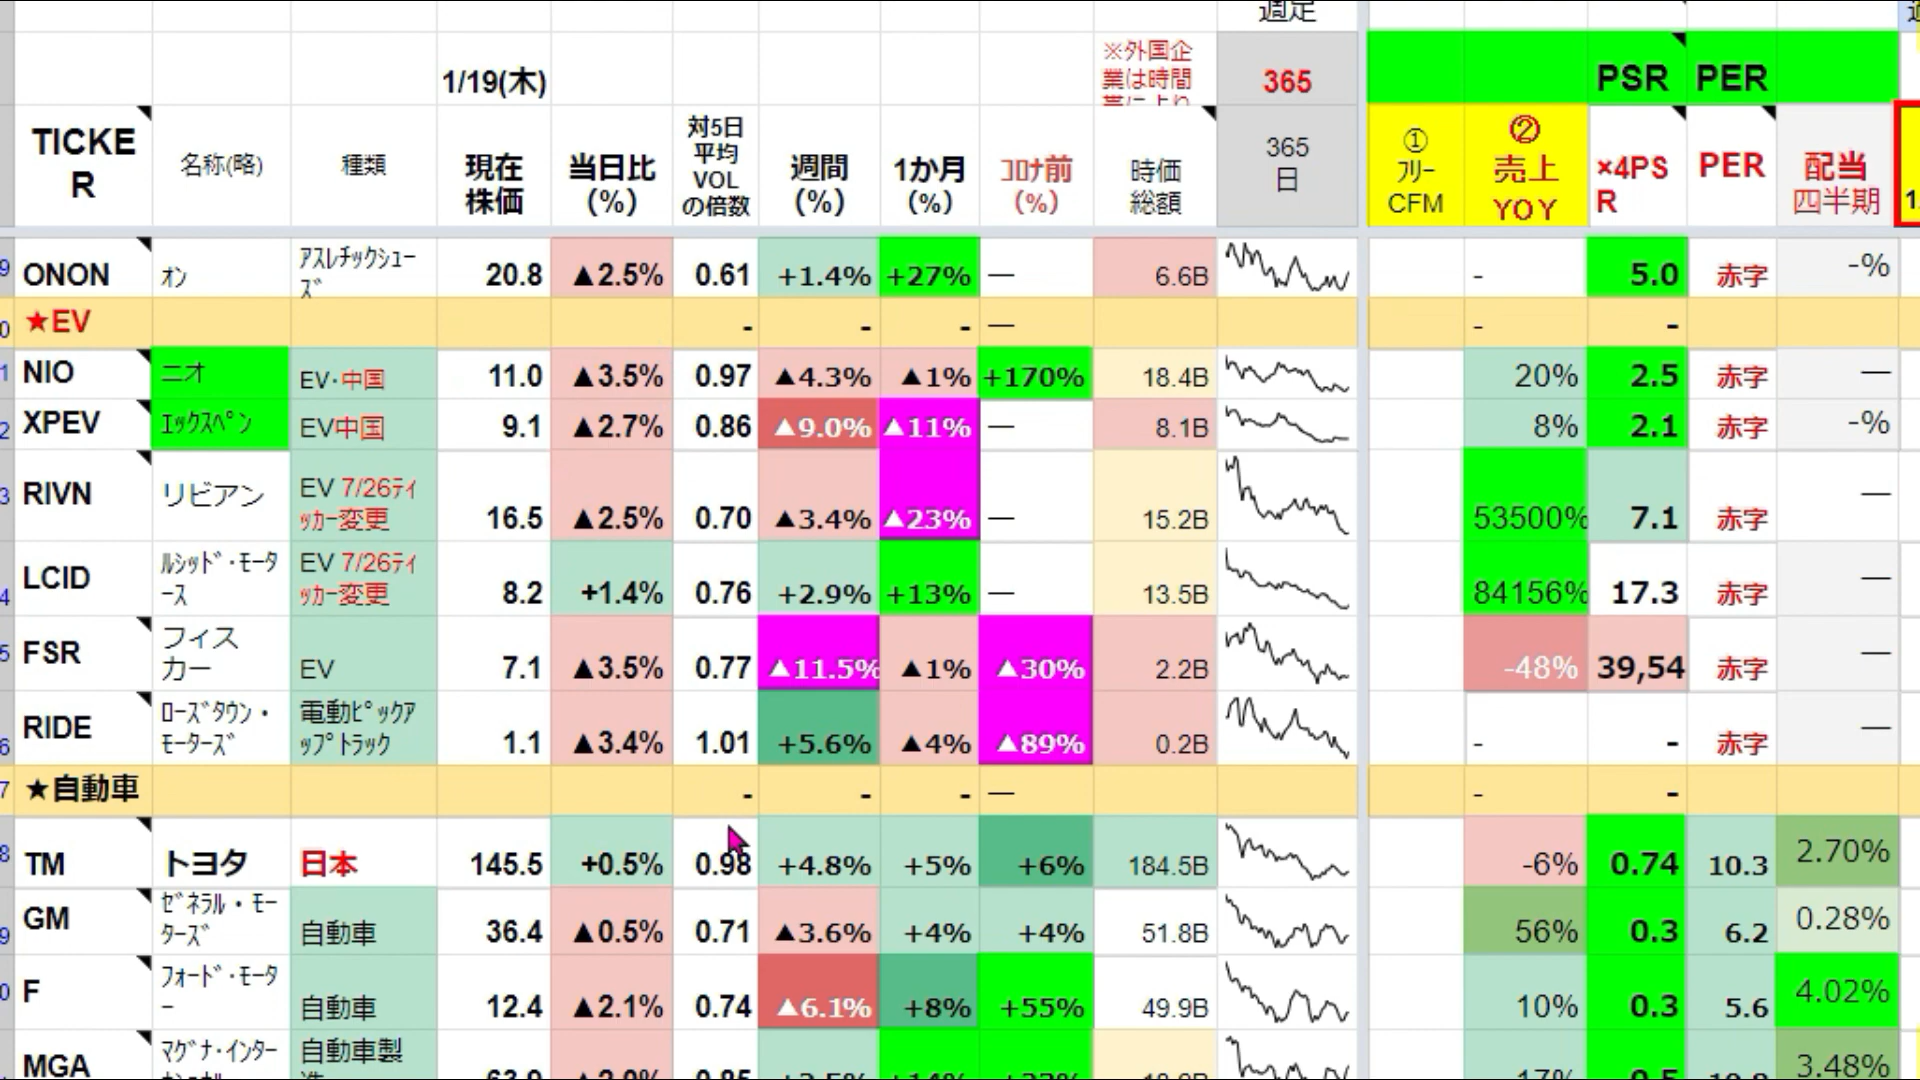 週定
※外国企
業は時間
1/19(木)
365
PSR
PER
TICKE
R
名称(略)
種類
現在
株価
当日比
(%)
対5日
平均
VOL
の倍数
週間
(%)
1か月
(%)
ｺﾛﾅ前
(%)
時価
総額
365
日
①
ﾌﾘｰ
CFM
②
売上
YOY
×4PS
R
PER
配当
四半期
ONON ｵﾝ ｱｽﾚﾁｯｸｼｭｰ
ｽﾞ 20.8 ▲2.5% 0.61 +1.4% +27% — 6.6B - 5.0 赤字 -%
★EV - - - — - -
NIO ニオ EV･中国 11.0 ▲3.5% 0.97 ▲4.3% ▲1% +170% 18.4B 20% 2.5 赤字 —
XPEV ｴｯｸｽﾍﾟﾝ EV中国 9.1 ▲2.7% 0.86 ▲9.0% ▲11% — 8.1B 8% 2.1 赤字 -%
RIVN リビアン EV 7/26ﾃｨ
ｯｶｰ変更 16.5 ▲2.5% 0.70 ▲3.4% ▲23% — 15.2B 53500% 7.1 赤字 —
LCID ﾙｼｯﾄﾞ･ﾓｰﾀ
ｰｽ EV 7/26ﾃｨ
ｯｶｰ変更 8.2 +1.4% 0.76 +2.9% +13% — 13.5B 84156% 17.3 赤字 —
FSR フィス
カー EV 7.1 ▲3.5% 0.77 ▲11.5% ▲1% ▲30% 2.2B -48% 39,54 赤字 —
RIDE ﾛｰｽﾞﾀｳﾝ・
ﾓｰﾀｰｽﾞ 電動ﾋﾟｯｸｱ
ｯﾌﾟﾄﾗｯｸ 1.1 ▲3.4% 1.01 +5.6% ▲4% ▲89% 0.2B - - 赤字 —
★自動車 - - - — - -
TM トヨタ 日本 145.5 +0.5% 0.98 +4.8% +5% +6% 184.5B -6% 0.74 10.3 2.70%
GM ｾﾞﾈﾗﾙ・ﾓｰ
ﾀｰｽﾞ 自動車 36.4 ▲0.5% 0.71 ▲3.6% +4% +4% 51.8B 56% 0.3 6.2 0.28%
F ﾌｫｰﾄﾞ･ﾓｰﾀ
ｰ 自動車 12.4 ▲2.1% 0.74 ▲6.1% +8% +55% 49.9B 10% 0.3 5.6 4.02%
MGA ﾏｸﾞﾅ･ｲﾝﾀｰ 自動車製 3.48%